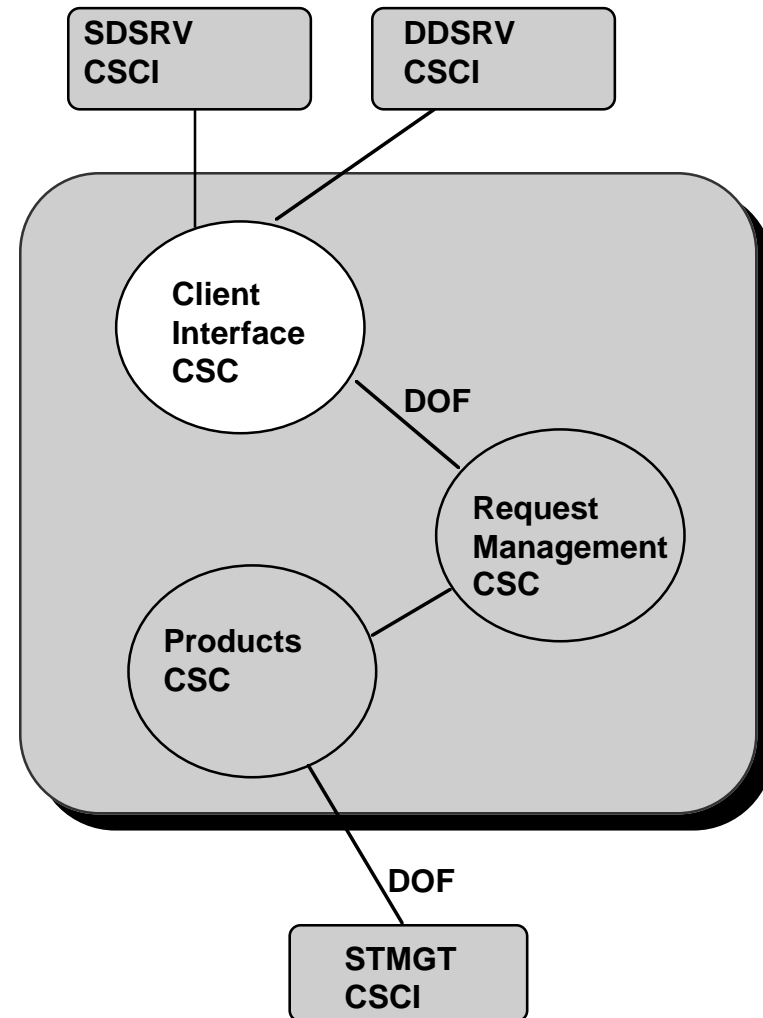 SDSRV
CSCI
DDSRV
CSCI
Client
Interface
CSC
DOF
Request
Management
CSC
Products
CSC
DOF
STMGT
CSCI